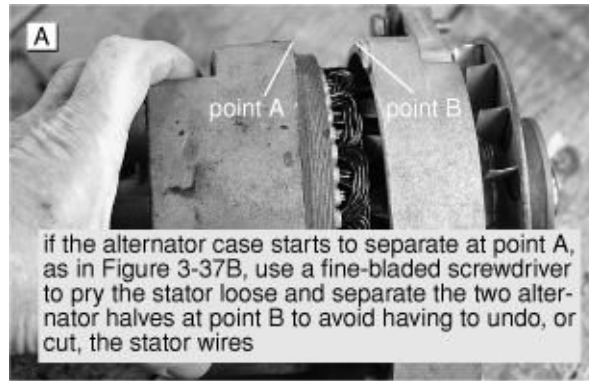 A
point A
point B
if the alternator case starts to separate at point A,
as in Figure 3-37B, use a fine-bladed screwdriver
to pry the stator loose and separate the two alter-
nator halves at point B to avoid having to undo, or
cut, the stator wires